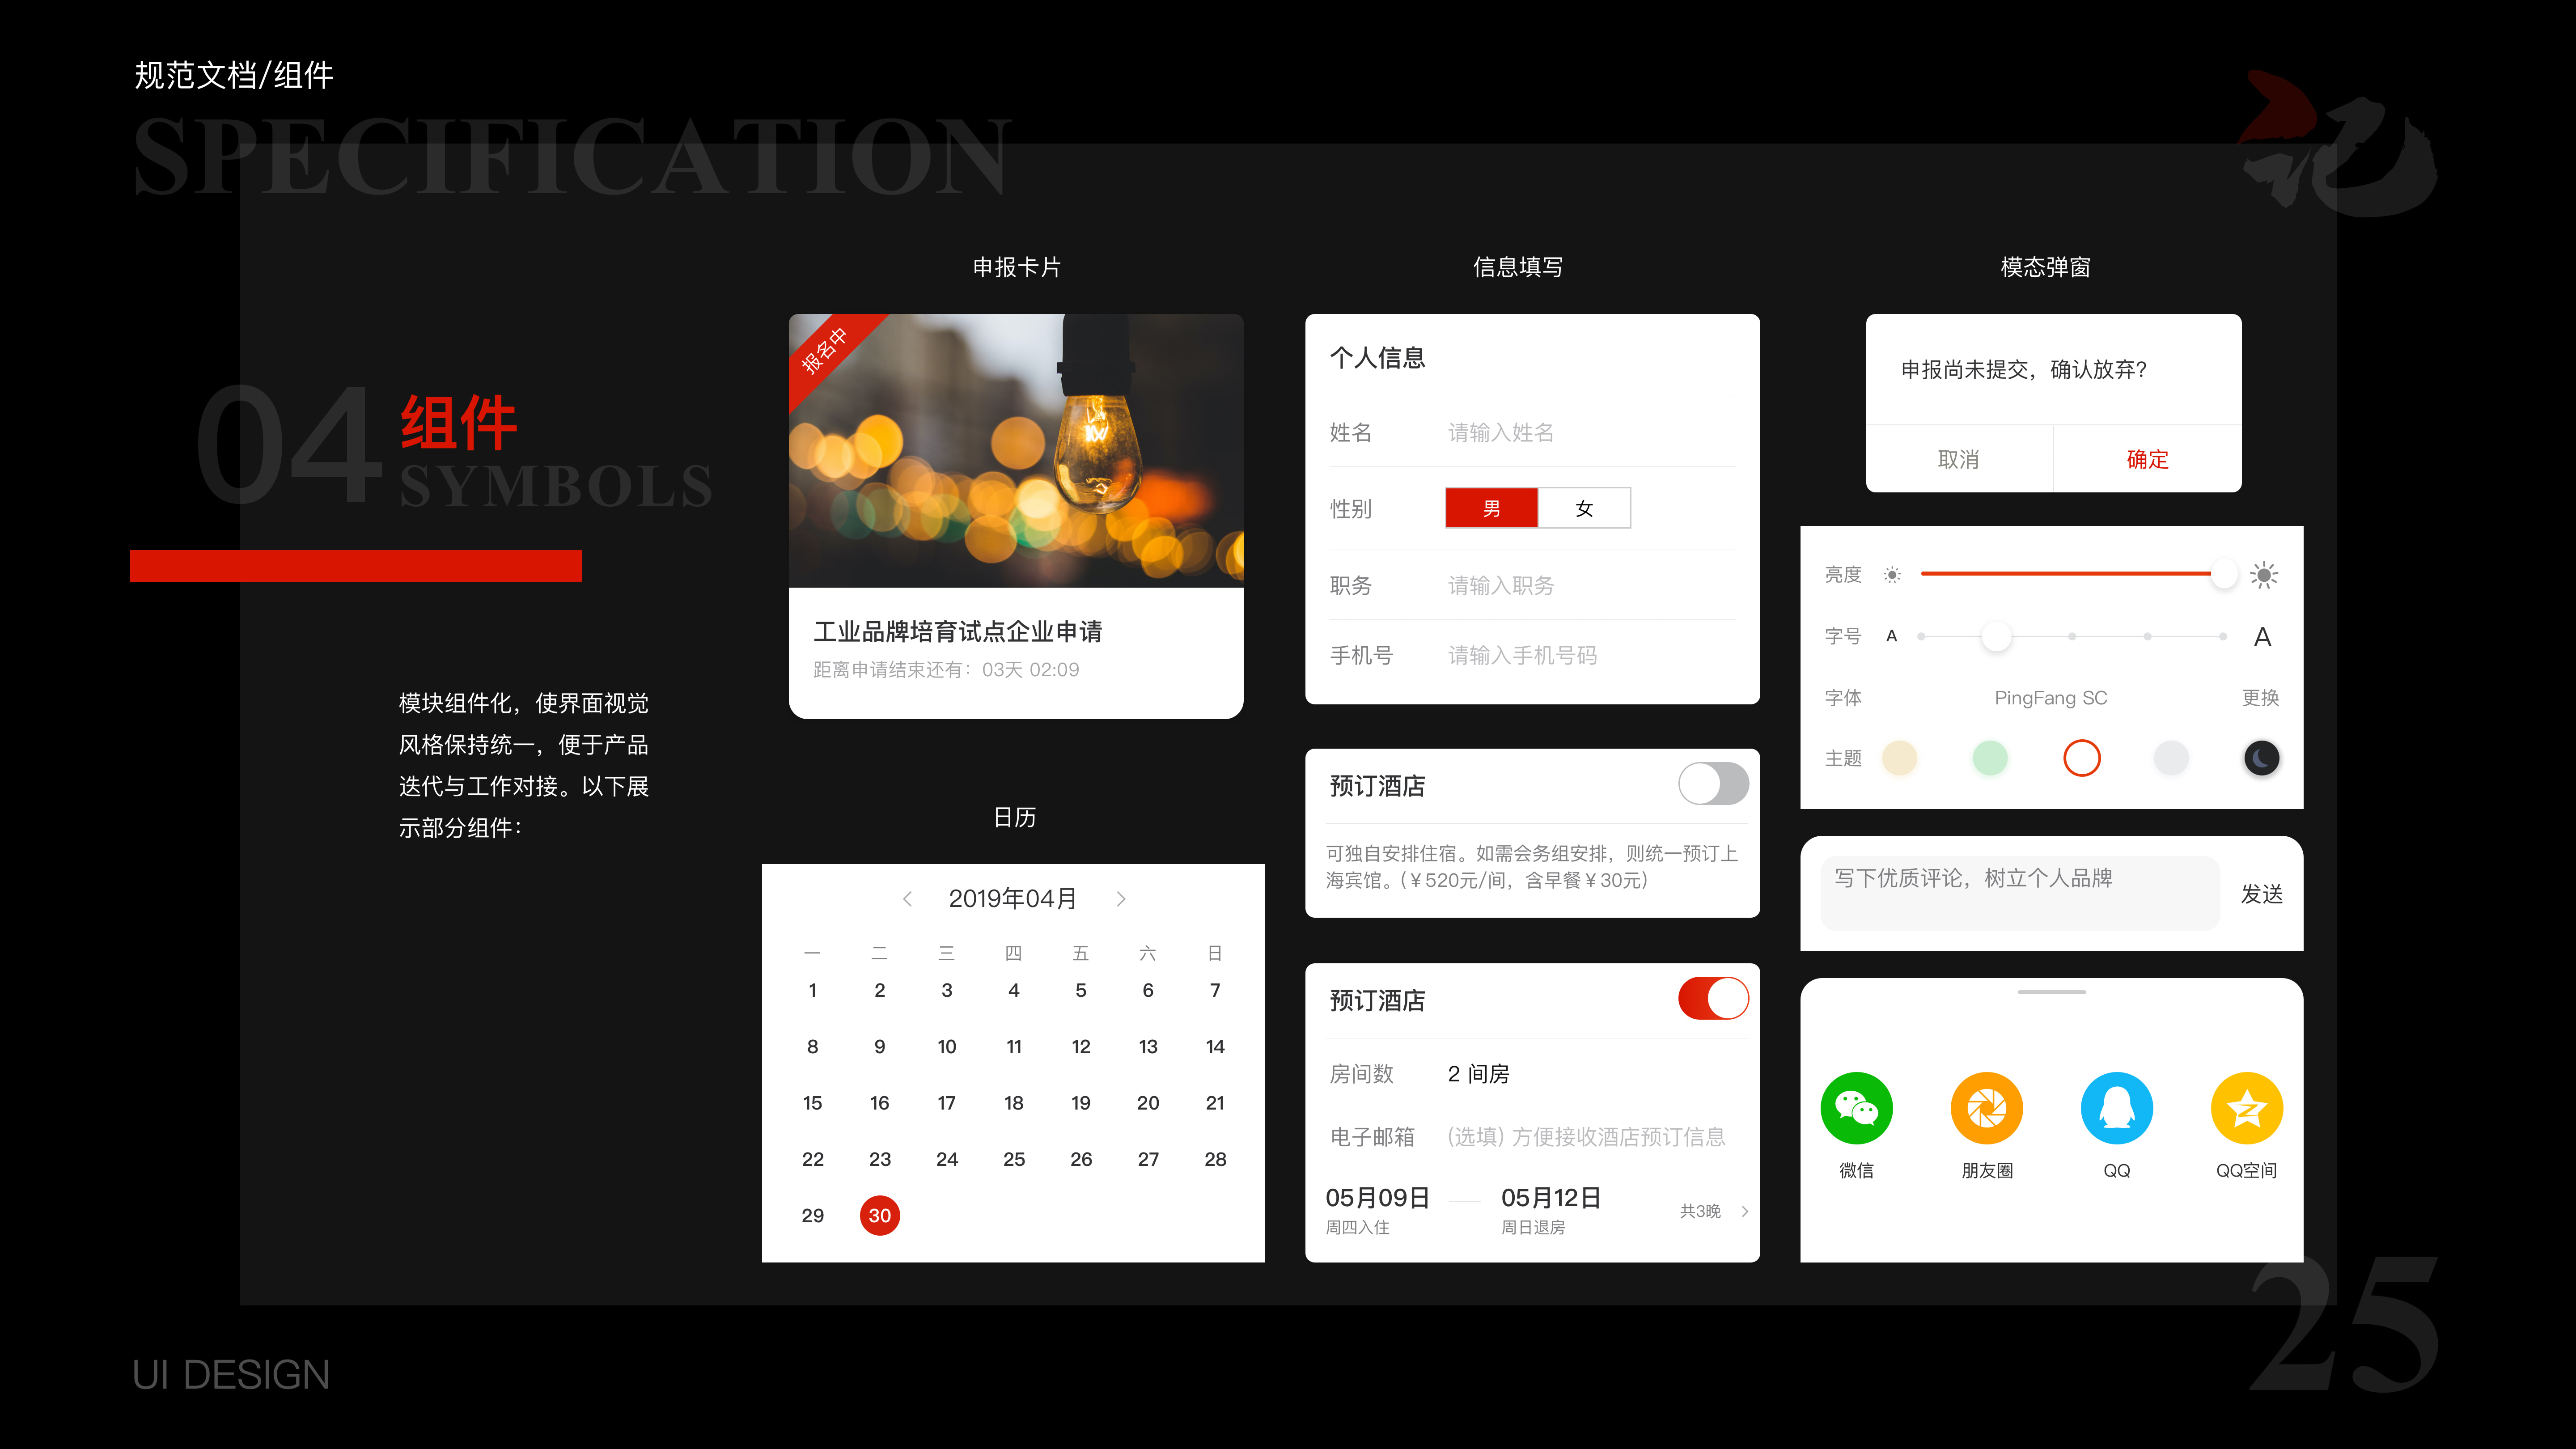 规范文档/组件
SPECIFICATION
记
04
组件
SYMBOLS
模块组件化，使界面视觉
风格保持统一，便于产品
迭代与工作对接。以下展
示部分组件：
申报卡片
报名中
工业品牌培育试点企业申请
距离申请结束还有：03天 02:09
日历
2019年04月
一 二 三 四 五 六 日
1 2 3 4 5 6 7
8 9 10 11 12 13 14
15 16 17 18 19 20 21
22 23 24 25 26 27 28
29 30
信息填写
个人信息
姓名 请输入姓名
性别 男 女
职务 请输入职务
手机号 请输入手机号码
预订酒店
可独自安排住宿。如需会务组安排，则统一预订上
海宾馆。(￥520元/间，含早餐￥30元)
预订酒店
房间数 2 间房
电子邮箱 (选填) 方便接收酒店预订信息
05月09日 05月12日
周四入住 周日退房 共3晚
模态弹窗
申报尚未提交，确认放弃？
取消 确定
亮度
字号 A A
字体 PingFang SC 更换
主题
写下优质评论，树立个人品牌
发送
微信 朋友圈 QQ QQ空间
UI DESIGN
25